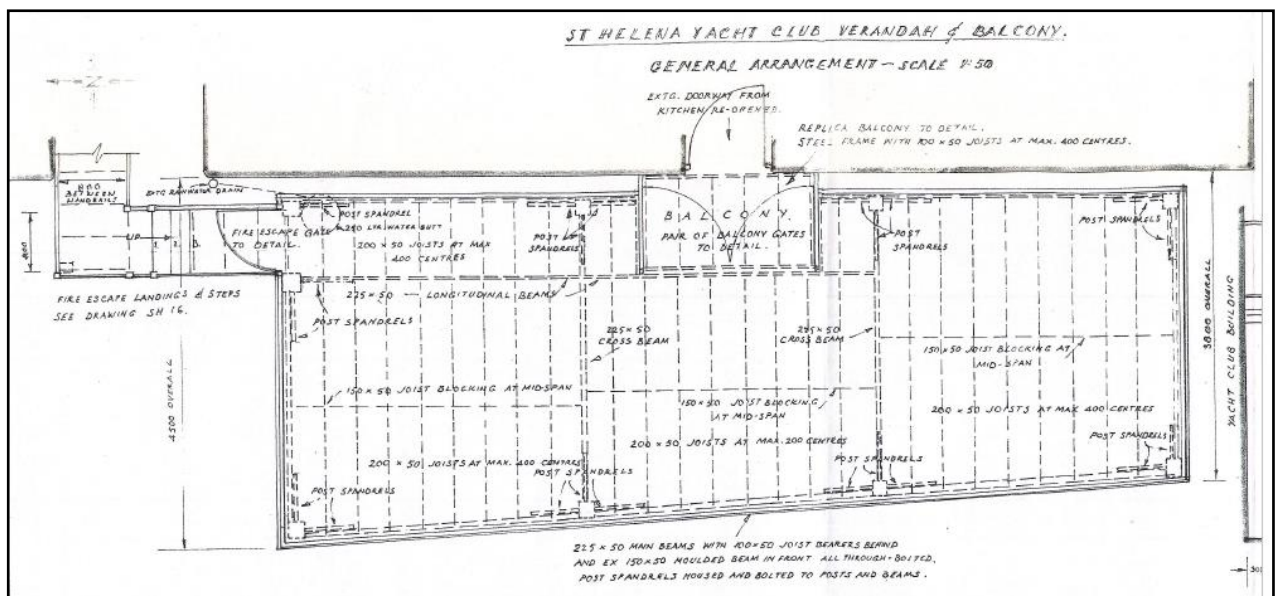 ST HELENA YACHT CLUB VERANDAH & BALCONY.
GENERAL ARRANGEMENT - SCALE 1:50
N
EXTG. DOORWAY FROM
KITCHEN RE-OPENED.
REPLICA BALCONY TO DETAIL.
STEEL FRAME WITH 100 x 50 JOISTS AT MAX. 400 CENTRES.
800
BETWEEN
HANDRAILS
EXTG RAINWATER DRAIN
800
UP
1. 2. 3.
FIRE ESCAPE GATE
TO DETAIL.
POST SPANDREL
250 LTR WATER BUTT
200 x 50 JOISTS AT MAX
400 CENTRES
POST
SPANDRELS
BALCONY.
PAIR OF BALCONY GATES
TO DETAIL.
POST
SPANDRELS
POST SPANDRELS
FIRE ESCAPE LANDINGS & STEPS
SEE DRAWING SH 16.
225 x 50 — LONGITUDINAL BEAMS
POST SPANDRELS
225 x 50
CROSS BEAM
225 x 50
CROSS BEAM
150 x 50 JOIST BLOCKING AT
MID-SPAN
3800 OVERALL
YACHT CLUB BUILDING
4500 OVERALL
150 x 50 JOIST BLOCKING AT MID-SPAN
150 x 50 JOIST BLOCKING
AT MID-SPAN
200 x 50 JOISTS AT MAX 400 CENTRES
200 x 50 JOISTS AT MAX. 200 CENTRES
POST SPANDRELS
200 x 50 JOISTS AT MAX. 400 CENTRES
POST SPANDRELS
POST SPANDRELS
POST SPANDRELS
225 x 50 MAIN BEAMS WITH 100 x 50 JOIST BEARERS BEHIND
AND EX 150 x 50 MOULDED BEAM IN FRONT ALL THROUGH-BOLTED,
POST SPANDRELS HOUSED AND BOLTED TO POSTS AND BEAMS.